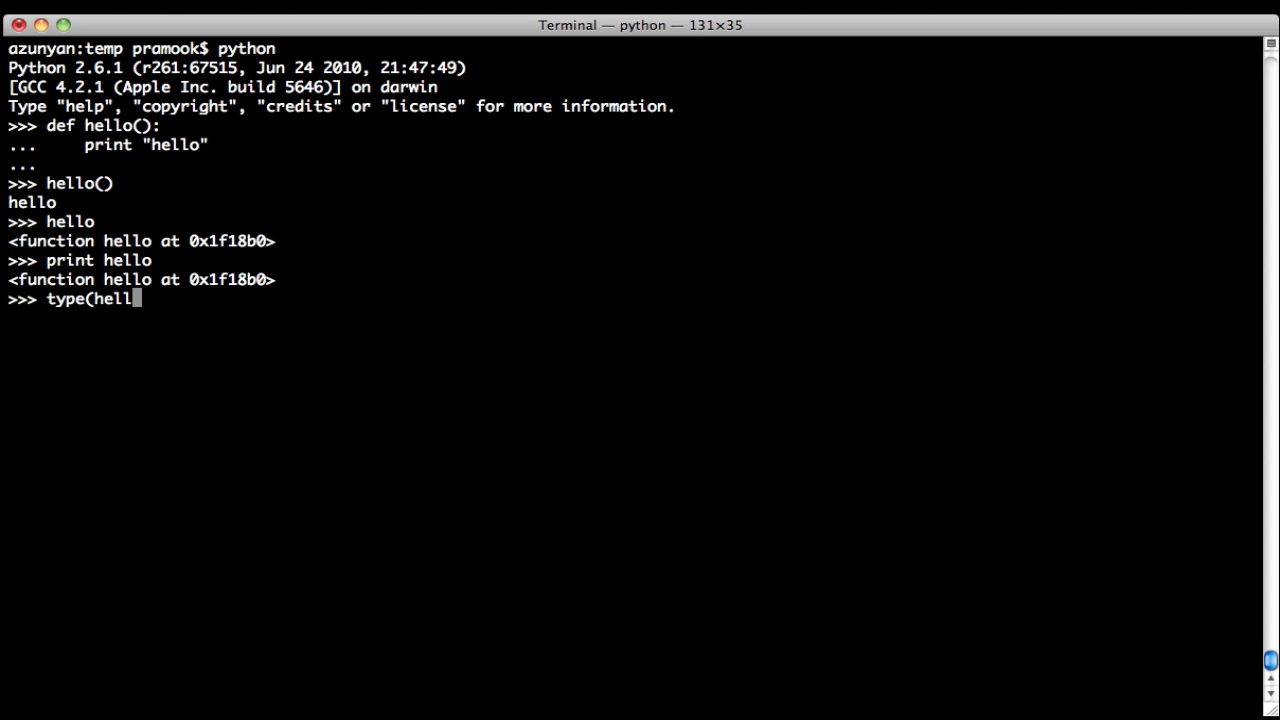 Terminal — python — 131×35
azunyan:temp pramook$ python
Python 2.6.1 (r261:67515, Jun 24 2010, 21:47:49)
[GCC 4.2.1 (Apple Inc. build 5646)] on darwin
Type "help", "copyright", "credits" or "license" for more information.
>>> def hello():
...     print "hello"
...
>>> hello()
hello
>>> hello
<function hello at 0x1f18b0>
>>> print hello
<function hello at 0x1f18b0>
>>> type(hell